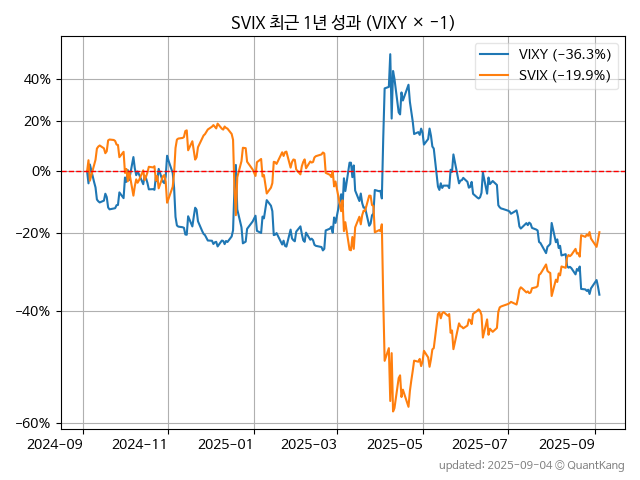 SVIX 최근 1년 성과 (VIXY × −1)
VIXY (−36.3%)
SVIX (−19.9%)
40%
20%
0%
−20%
−40%
−60%
2024-09 2024-11 2025-01 2025-03 2025-05 2025-07 2025-09
updated: 2025-09-04 © QuantKang